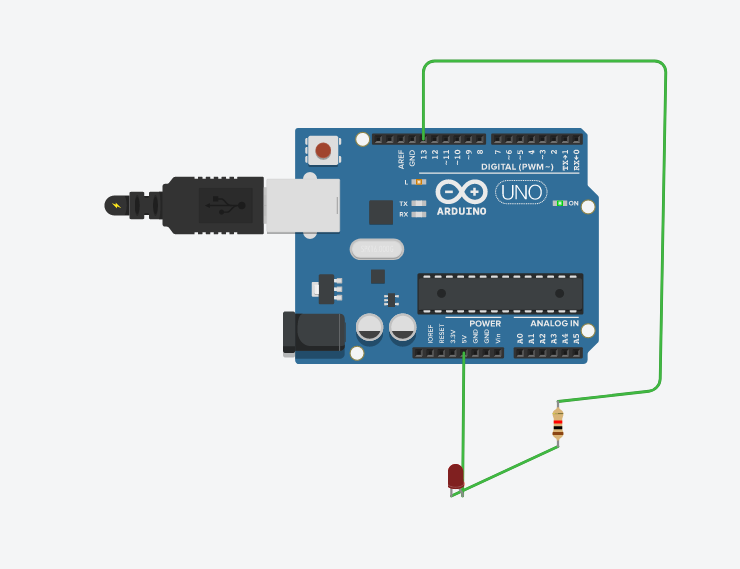 AREF
GND
13
12
~11
~10
~9
8
7
~6
~5
4
~3
2
TX→1
RX←0
DIGITAL (PWM~)
L
TX
RX
ARDUINO
UNO
ON
POWER
ANALOG IN
IOREF
RESET
3.3V
5V
GND
GND
Vin
A0
A1
A2
A3
A4
A5